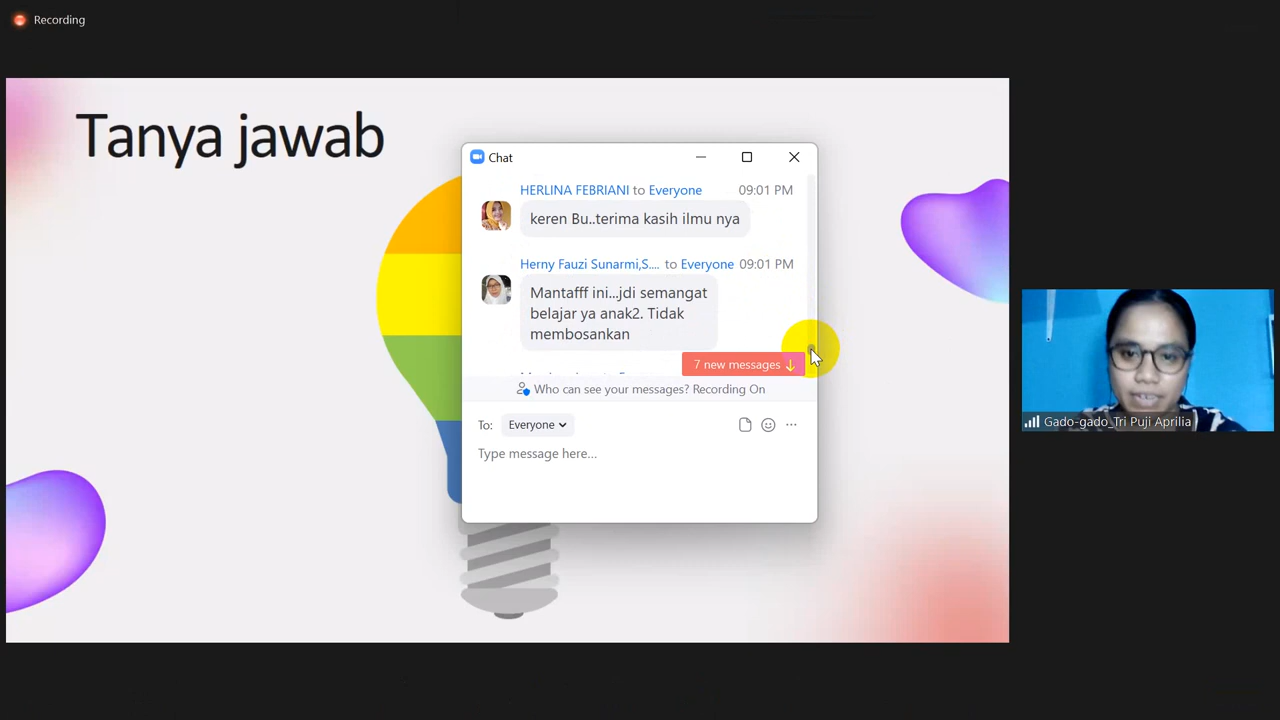 Recording
Tanya jawab
Chat
HERLINA FEBRIANI to Everyone 09:01 PM
keren Bu..terima kasih ilmu nya
Herny Fauzi Sunarmi,S.... to Everyone 09:01 PM
Mantafff ini...jdi semangat
belajar ya anak2. Tidak
membosankan
7 new messages
Who can see your messages? Recording On
To: Everyone
Type message here...
Gado-gado_Tri Puji Aprilia